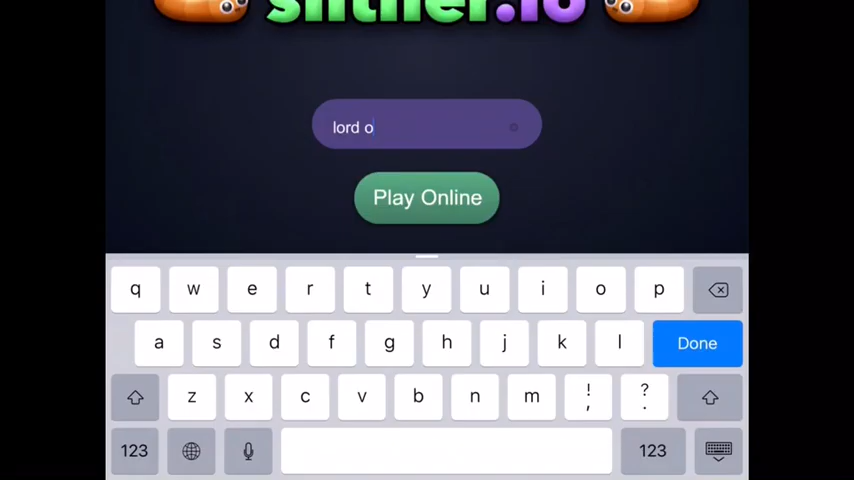 slither.io
lord o
Play Online
q w e r t y u i o p
a s d f g h j k l Done
z x c v b n m ! , ? .
123 123